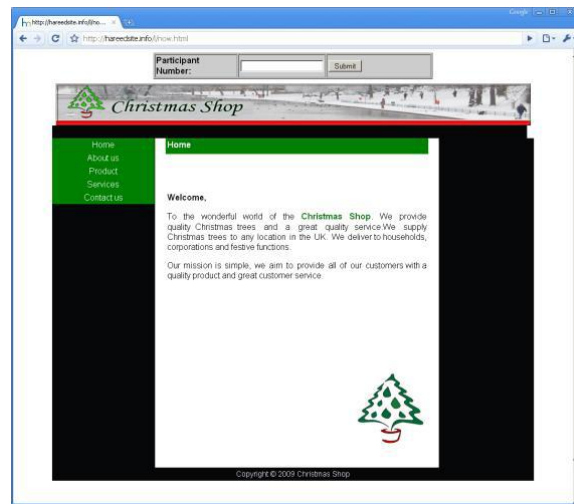 Google
http://hareedsite.info/i/no...
http://hareedsite.info/i/now.html
Participant
Number:
Submit
Christmas Shop
Home
About us
Product
Services
Contact us
Home
Welcome,
To the wonderful world of the Christmas Shop. We provide
quality Christmas trees and a great quality service.We supply
Christmas trees to any location in the UK. We deliver to households,
corporations and festive functions.
Our mission is simple, we aim to provide all of our customers with a
quality product and great customer service.
Copyright © 2009 Christmas Shop